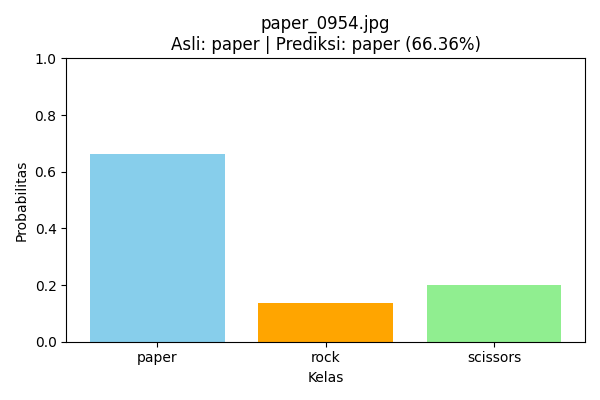 paper_0954.jpg
Asli: paper | Prediksi: paper (66.36%)
1.0
0.8
0.6
0.4
0.2
0.0
Probabilitas
paper
rock
scissors
Kelas